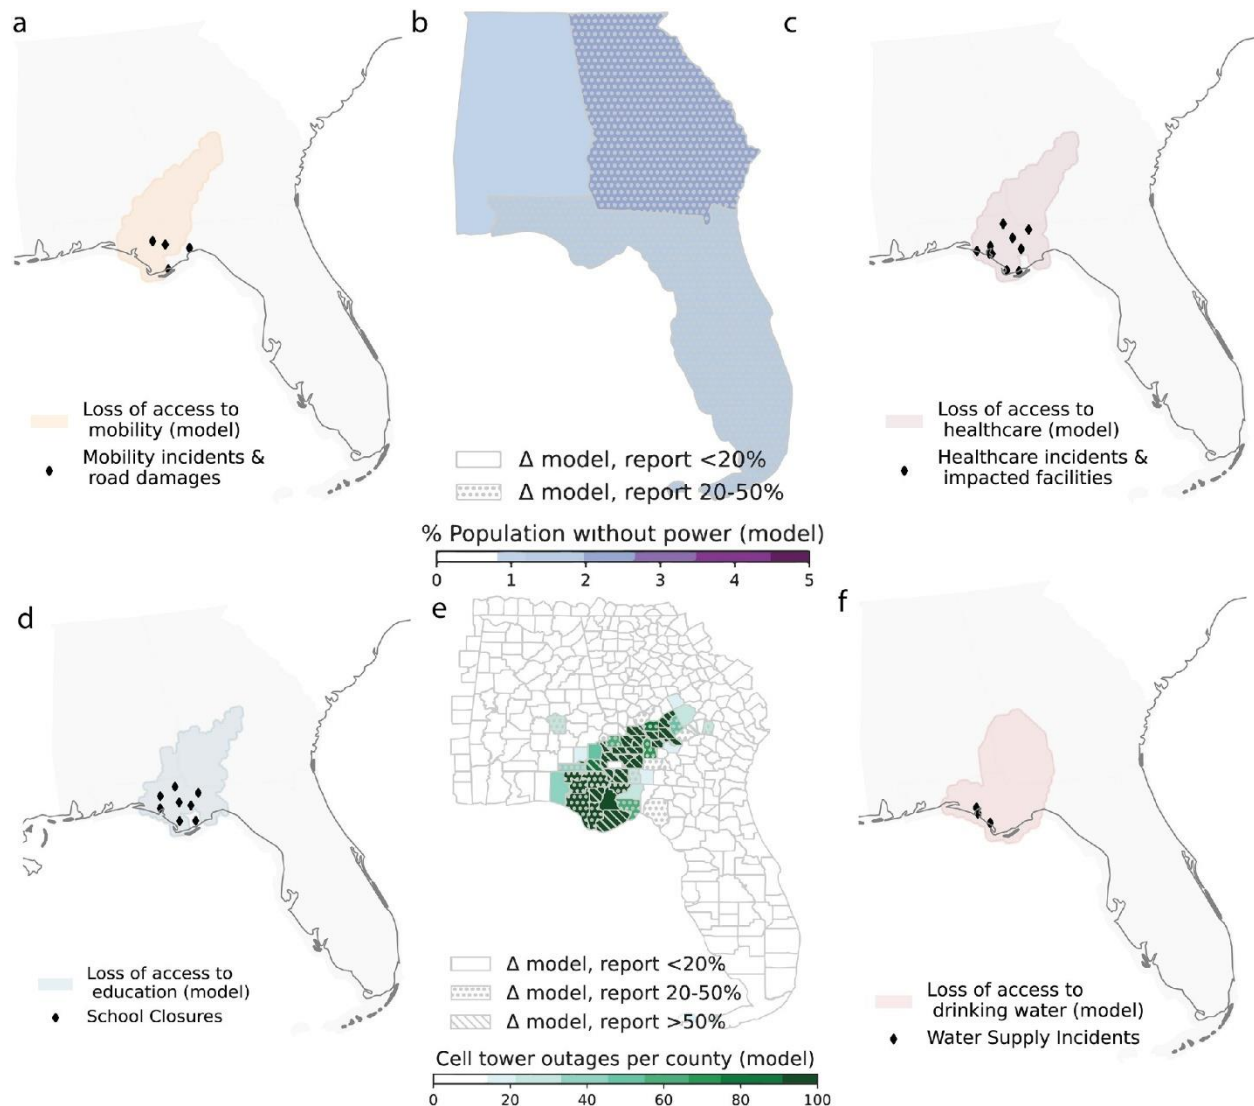 a
b
c
Loss of access to
mobility (model)
Mobility incidents &
road damages
Δ model, report <20%
Δ model, report 20-50%
% Population without power (model)
0 1 2 3 4 5
Loss of access to
healthcare (model)
Healthcare incidents &
impacted facilities
d
e
f
Loss of access to
education (model)
School Closures
Δ model, report <20%
Δ model, report 20-50%
Δ model, report >50%
Cell tower outages per county (model)
0 20 40 60 80 100
Loss of access to
drinking water (model)
Water Supply Incidents